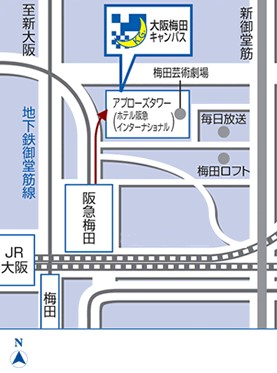 至新大阪
大阪梅田
キャンパス
新御堂筋
梅田芸術劇場
アプローズタワー
(ホテル阪急
インターナショナル)
毎日放送
梅田ロフト
地下鉄御堂筋線
阪急梅田
JR
大阪
梅田
N